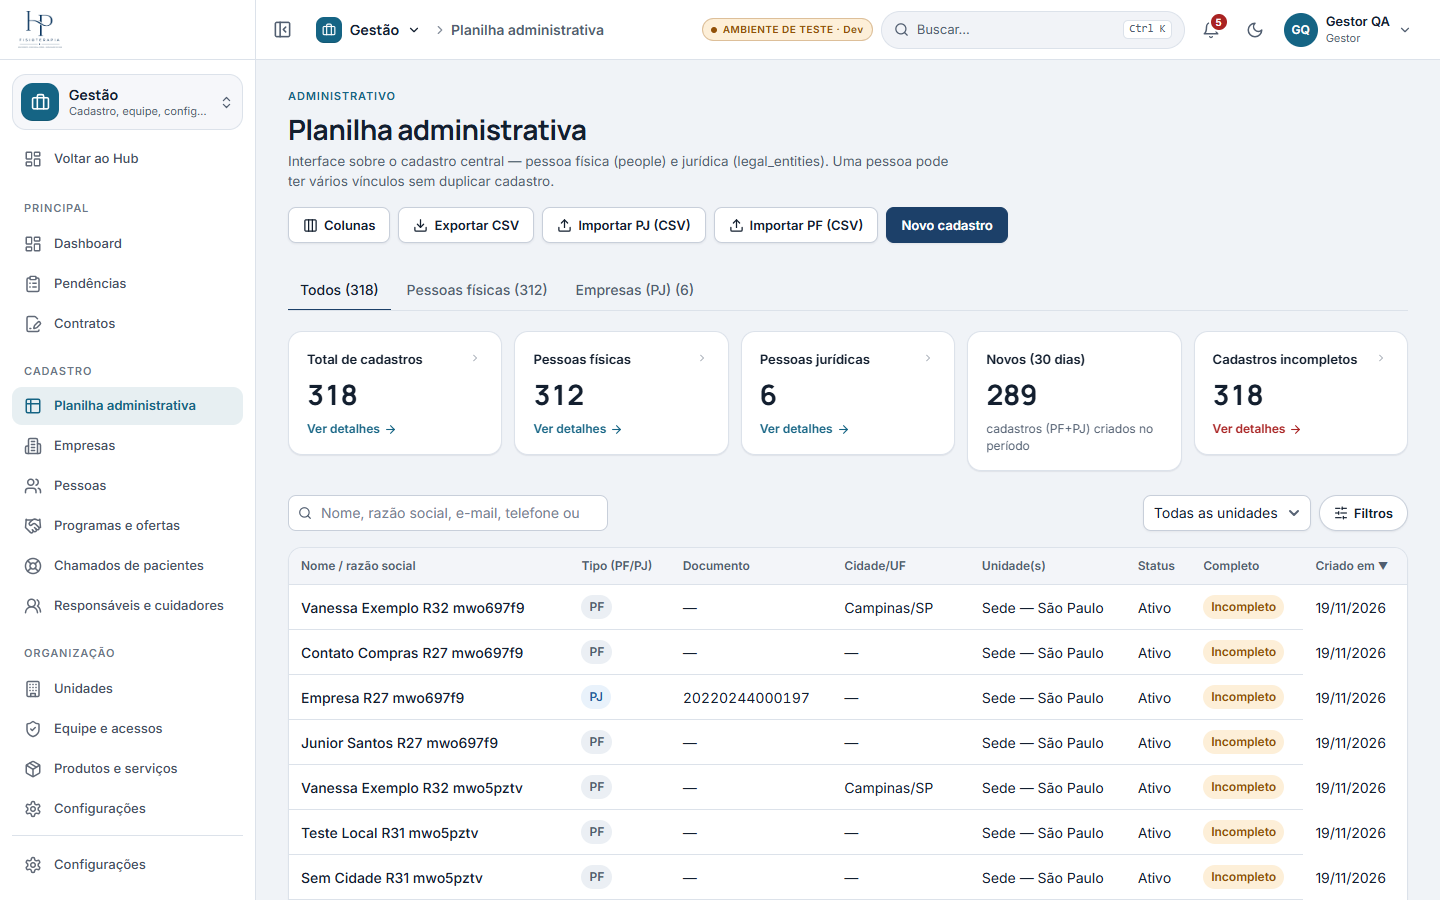 hp
FISIOTERAPIA
Gestão
Planilha administrativa
AMBIENTE DE TESTE · Dev
Buscar...
Ctrl K
5
GQ
Gestor QA
Gestor
Gestão
Cadastro, equipe, config...
Voltar ao Hub
PRINCIPAL
Dashboard
Pendências
Contratos
CADASTRO
Planilha administrativa
Empresas
Pessoas
Programas e ofertas
Chamados de pacientes
Responsáveis e cuidadores
ORGANIZAÇÃO
Unidades
Equipe e acessos
Produtos e serviços
Configurações
Configurações
ADMINISTRATIVO
Planilha administrativa
Interface sobre o cadastro central — pessoa física (people) e jurídica (legal_entities). Uma pessoa pode
ter vários vínculos sem duplicar cadastro.
Colunas
Exportar CSV
Importar PJ (CSV)
Importar PF (CSV)
Novo cadastro
Todos (318)
Pessoas físicas (312)
Empresas (PJ) (6)
Total de cadastros
318
Ver detalhes →
Pessoas físicas
312
Ver detalhes →
Pessoas jurídicas
6
Ver detalhes →
Novos (30 dias)
289
cadastros (PF+PJ) criados no
período
Cadastros incompletos
318
Ver detalhes →
Nome, razão social, e-mail, telefone ou
Todas as unidades
Filtros
Nome / razão social Tipo (PF/PJ) Documento Cidade/UF Unidade(s) Status Completo Criado em ▼
Vanessa Exemplo R32 mwo697f9 PF — Campinas/SP Sede — São Paulo Ativo Incompleto 19/11/2026
Contato Compras R27 mwo697f9 PF — — Sede — São Paulo Ativo Incompleto 19/11/2026
Empresa R27 mwo697f9 PJ 20220244000197 — Sede — São Paulo Ativo Incompleto 19/11/2026
Junior Santos R27 mwo697f9 PF — — Sede — São Paulo Ativo Incompleto 19/11/2026
Vanessa Exemplo R32 mwo5pztv PF — Campinas/SP Sede — São Paulo Ativo Incompleto 19/11/2026
Teste Local R31 mwo5pztv PF — — Sede — São Paulo Ativo Incompleto 19/11/2026
Sem Cidade R31 mwo5pztv PF — — Sede — São Paulo Ativo Incompleto 19/11/2026